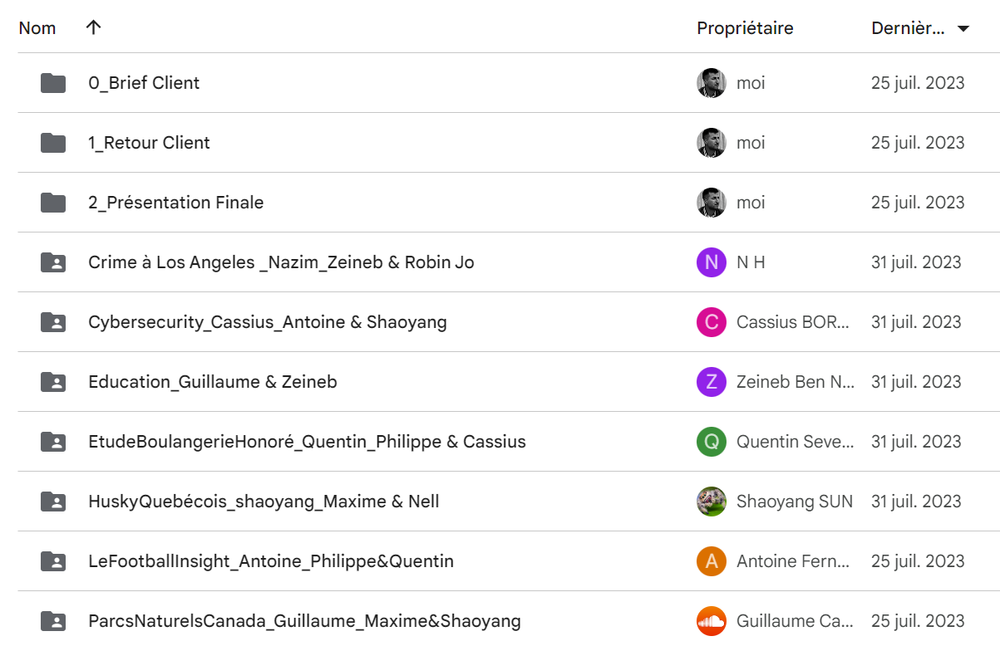 Nom Propriétaire Dernièr...
0_Brief Client moi 25 juil. 2023
1_Retour Client moi 25 juil. 2023
2_Présentation Finale moi 25 juil. 2023
Crime à Los Angeles _Nazim_Zeineb & Robin Jo N N H 31 juil. 2023
Cybersecurity_Cassius_Antoine & Shaoyang C Cassius BOR... 31 juil. 2023
Education_Guillaume & Zeineb Z Zeineb Ben N... 31 juil. 2023
EtudeBoulangerieHonoré_Quentin_Philippe & Cassius Q Quentin Seve... 31 juil. 2023
HuskyQuebécois_shaoyang_Maxime & Nell Shaoyang SUN 31 juil. 2023
LeFootballInsight_Antoine_Philippe&Quentin A Antoine Fern... 25 juil. 2023
ParcsNaturelsCanada_Guillaume_Maxime&Shaoyang Guillaume Ca... 25 juil. 2023